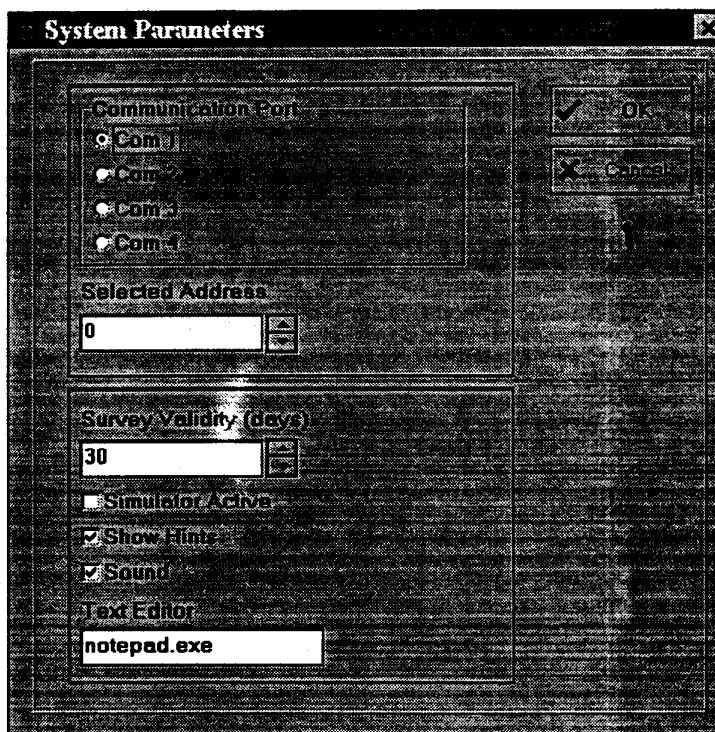 System Parameters
Communication Port
Com 1
Com 2
Com 3
Com 4
Selected Address
0
OK
Cancel
Survey Validity (days)
30
Simulator Active
Show Hints
Sound
Text Editor
notepad.exe